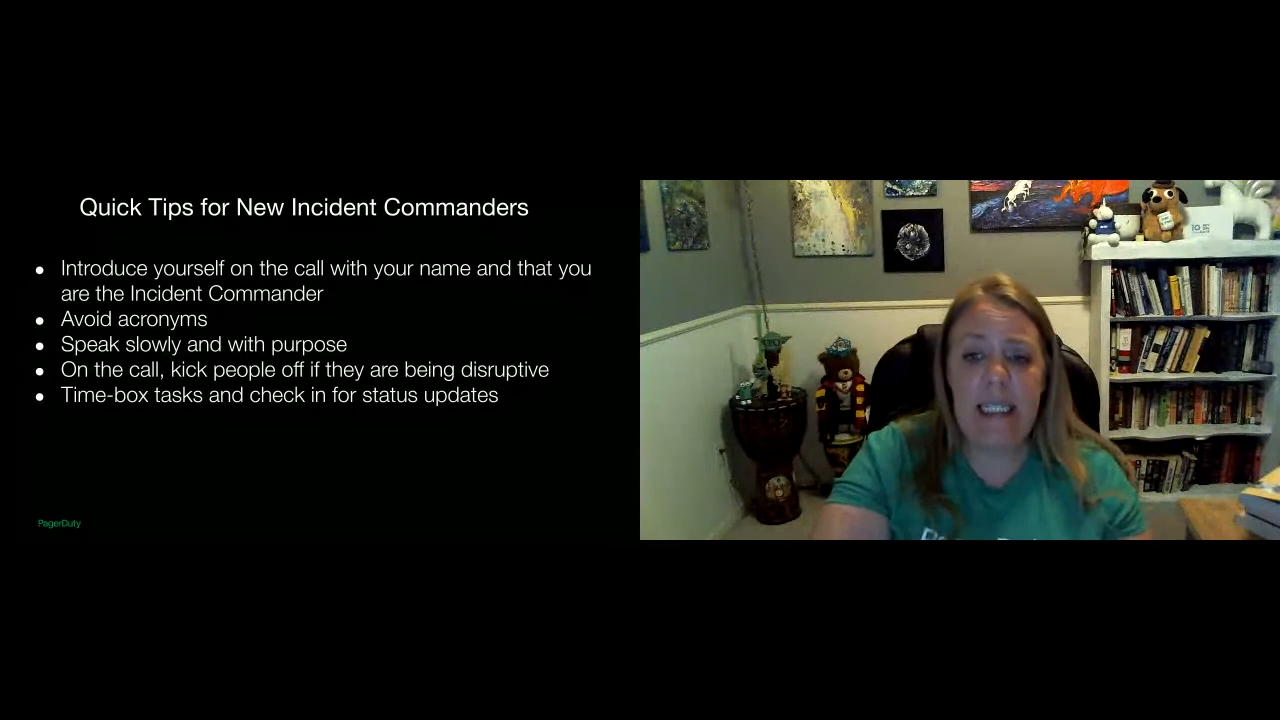 Quick Tips for New Incident Commanders
● Introduce yourself on the call with your name and that you
are the Incident Commander
● Avoid acronyms
● Speak slowly and with purpose
● On the call, kick people off if they are being disruptive
● Time-box tasks and check in for status updates
PagerDuty